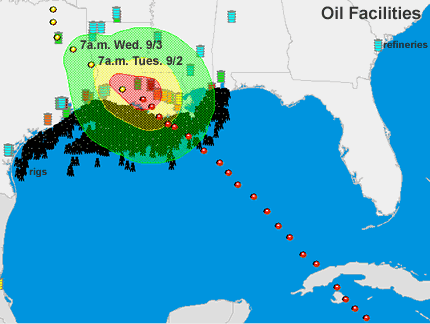 Oil Facilities
7a.m. Wed. 9/3
refineries
7a.m. Tues. 9/2
rigs